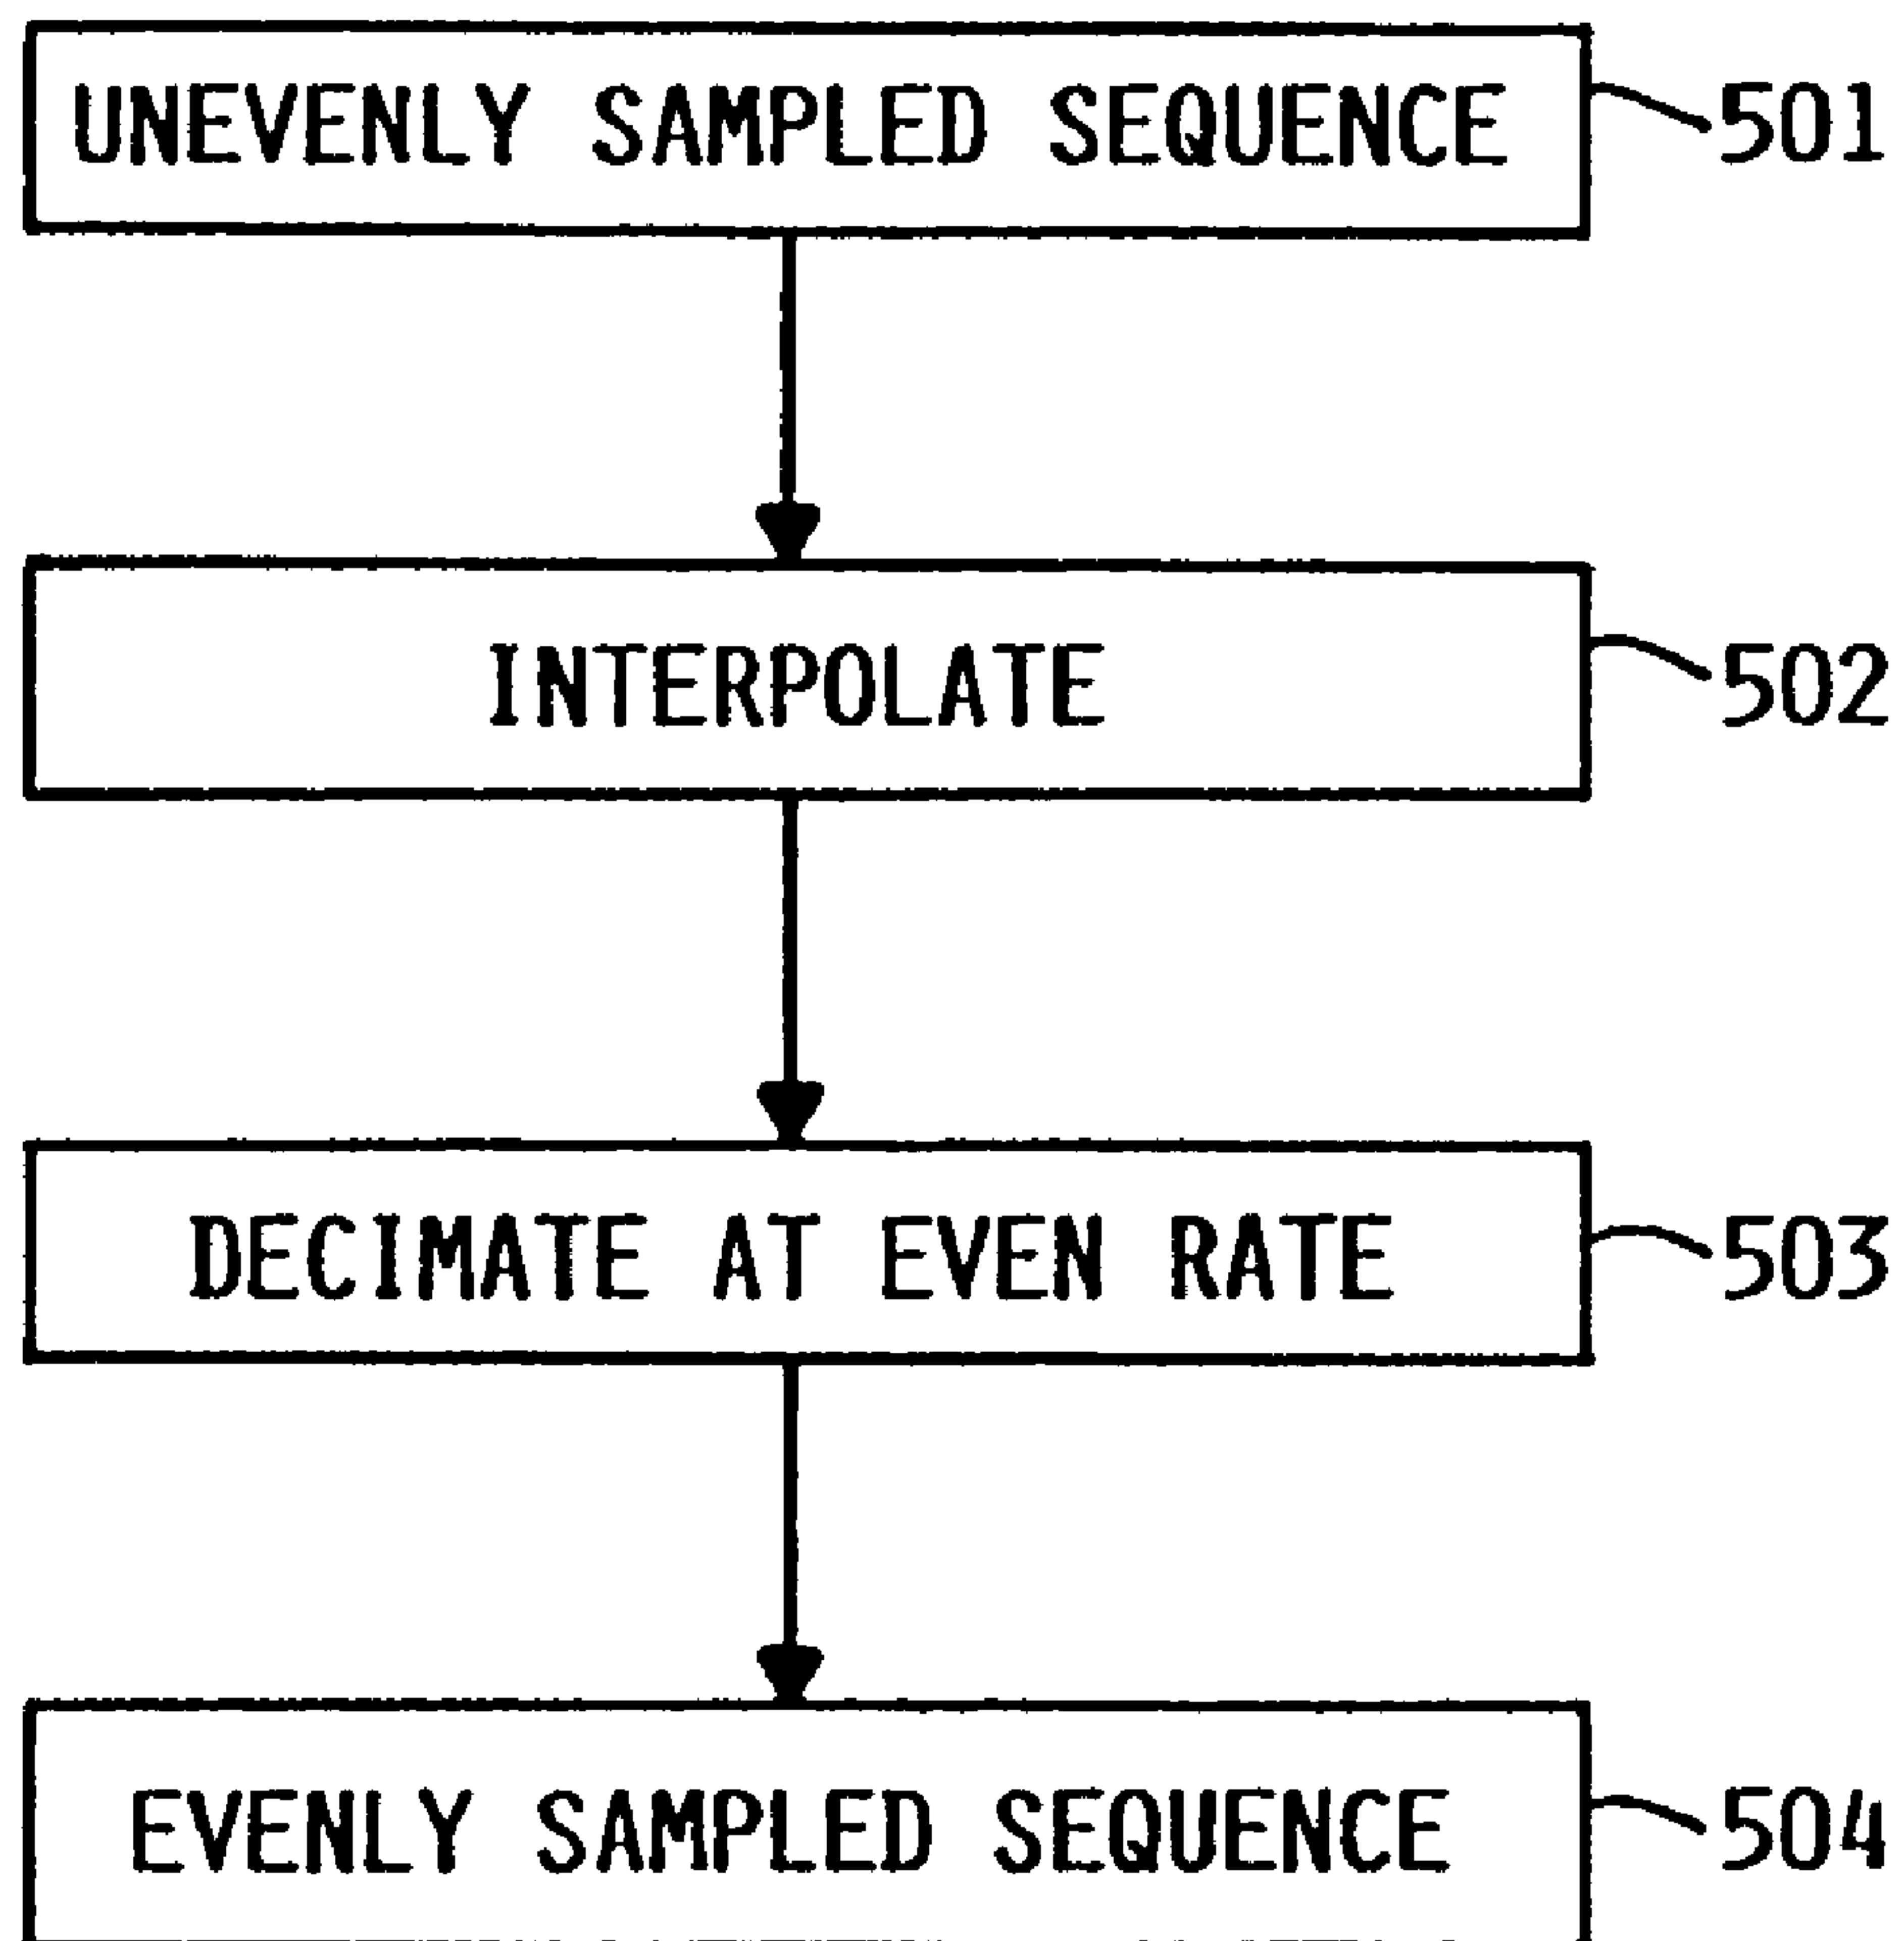 UNEVENLY SAMPLED SEQUENCE 501
INTERPOLATE 502
DECIMATE AT EVEN RATE 503
EVENLY SAMPLED SEQUENCE 504